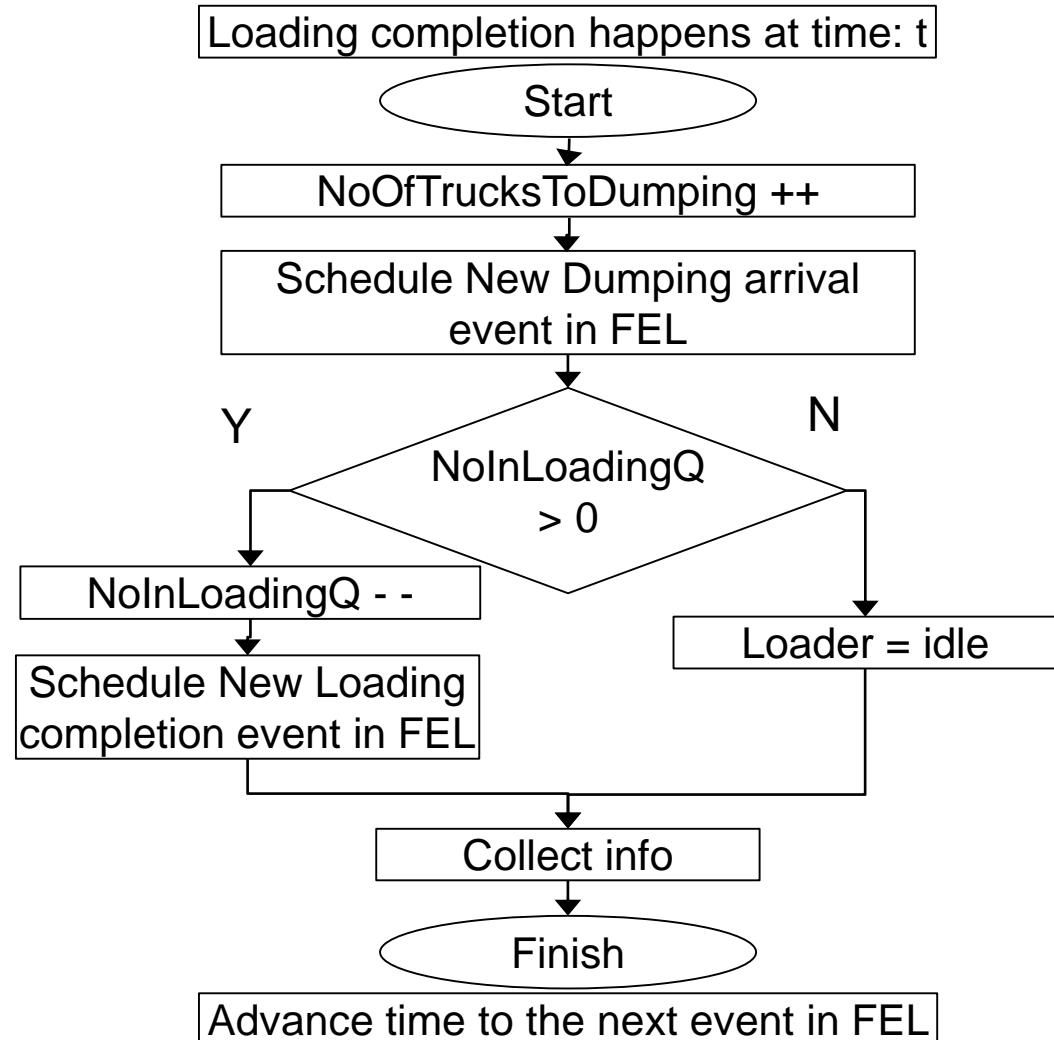 Loading completion happens at time: t
Start
NoOfTrucksToDumping ++
Schedule New Dumping arrival
event in FEL
Y
N
NoInLoadingQ
> 0
NoInLoadingQ - -
Loader = idle
Schedule New Loading
completion event in FEL
Collect info
Finish
Advance time to the next event in FEL